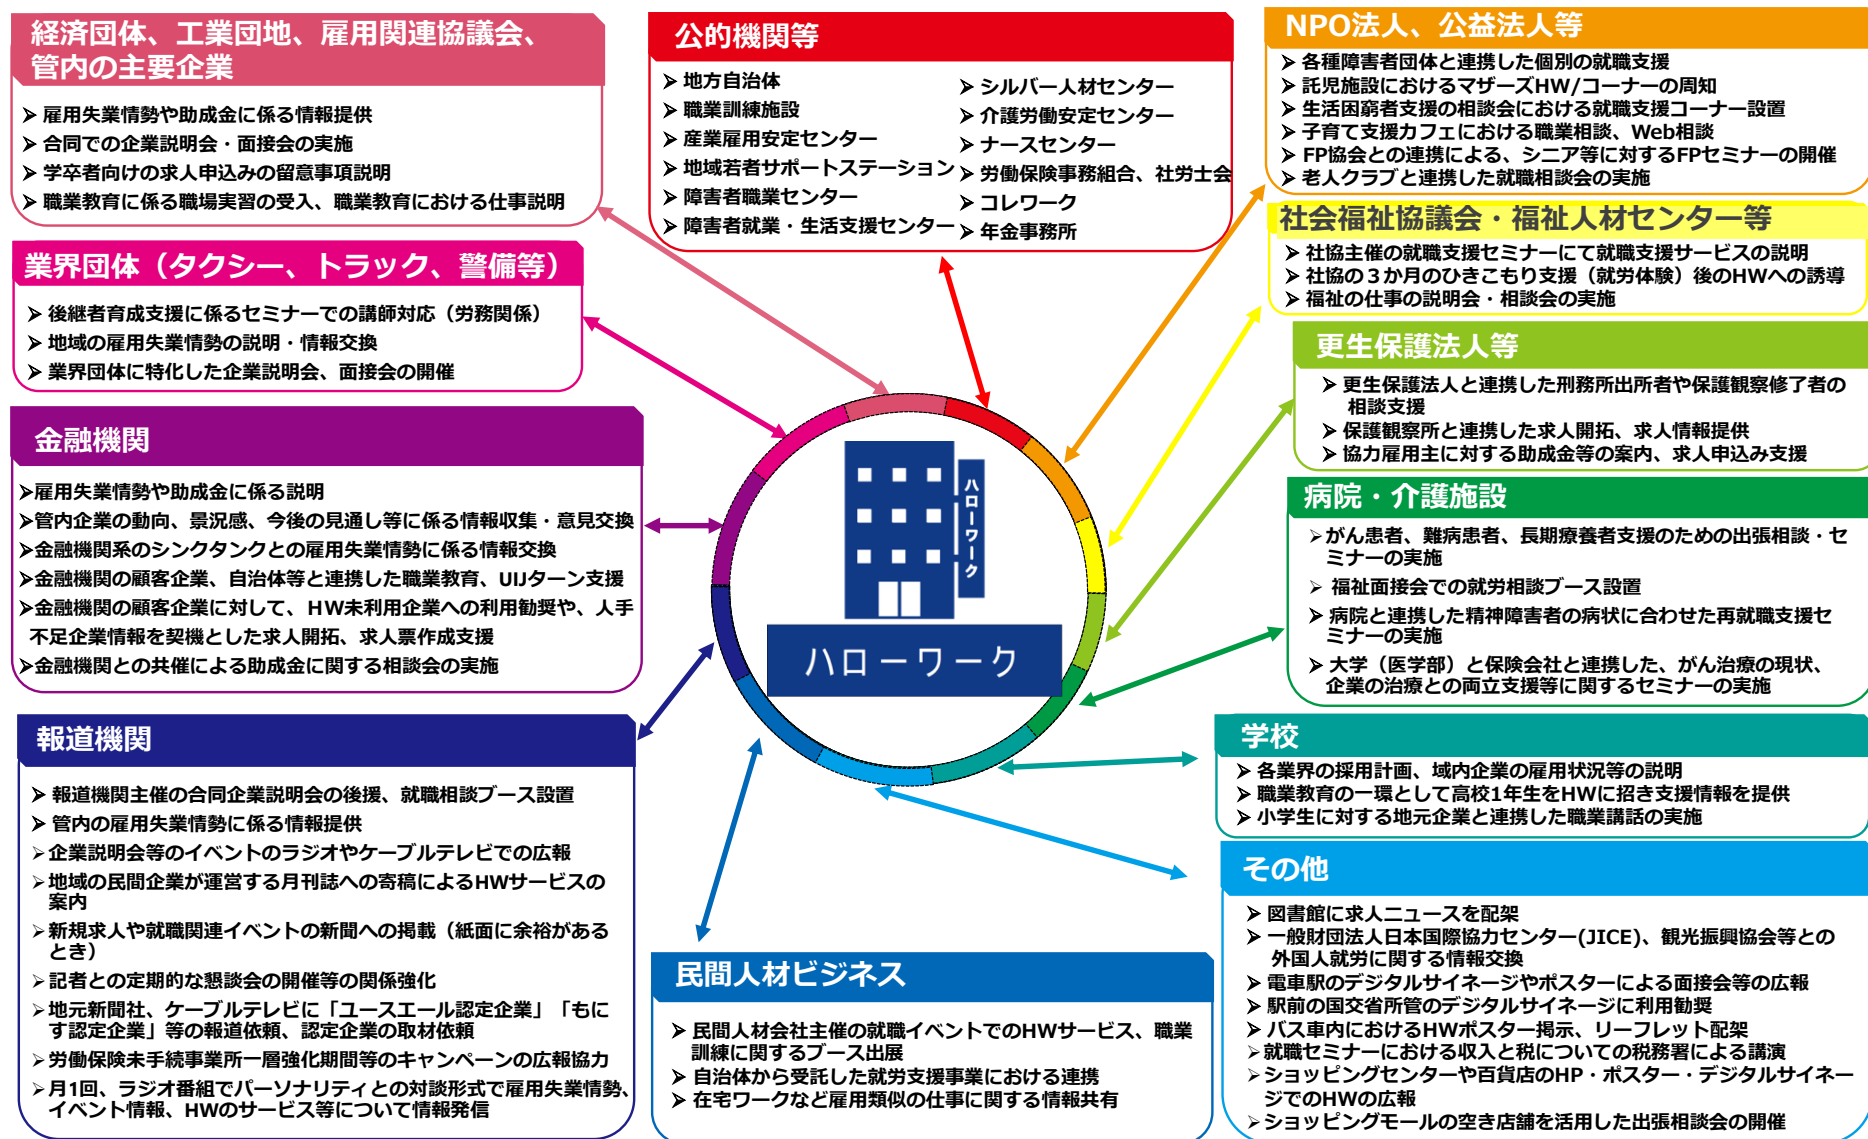 経済団体、工業団地、雇用関連協議会、
管内の主要企業
➢ 雇用失業情勢や助成金に係る情報提供
➢ 合同での企業説明会・面接会の実施
➢ 学卒者向けの求人申込みの留意事項説明
➢ 職業教育に係る職場実習の受入、職業教育における仕事説明
業界団体（タクシー、トラック、警備等）
➢ 後継者育成支援に係るセミナーでの講師対応（労務関係）
➢ 地域の雇用失業情勢の説明・情報交換
➢ 業界団体に特化した企業説明会、面接会の開催
金融機関
➢雇用失業情勢や助成金に係る説明
➢管内企業の動向、景況感、今後の見通し等に係る情報収集・意見交換
➢金融機関系のシンクタンクとの雇用失業情勢に係る情報交換
➢金融機関の顧客企業、自治体等と連携した職業教育、UIJターン支援
➢金融機関の顧客企業に対して、HW未利用企業への利用勧奨や、人手
不足企業情報を契機とした求人開拓、求人票作成支援
➢金融機関との共催による助成金に関する相談会の実施
報道機関
➢ 報道機関主催の合同企業説明会の後援、就職相談ブース設置
➢ 管内の雇用失業情勢に係る情報提供
➢企業説明会等のイベントのラジオやケーブルテレビでの広報
➢地域の民間企業が運営する月刊誌への寄稿によるHWサービスの
案内
➢新規求人や就職関連イベントの新聞への掲載（紙面に余裕がある
とき）
➢記者との定期的な懇談会の開催等の関係強化
➢地元新聞社、ケーブルテレビに「ユースエール認定企業」「もに
す認定企業」等の報道依頼、認定企業の取材依頼
➢労働保険未手続事業所一層強化期間等のキャンペーンの広報協力
➢月1回、ラジオ番組でパーソナリティとの対談形式で雇用失業情勢、
イベント情報、HWのサービス等について情報発信
公的機関等
➢ 地方自治体
➢ 職業訓練施設
➢ 産業雇用安定センター
➢ 地域若者サポートステーション
➢ 障害者職業センター
➢ 障害者就業・生活支援センター
➢ シルバー人材センター
➢ 介護労働安定センター
➢ ナースセンター
➢ 労働保険事務組合、社労士会
➢ コレワーク
➢ 年金事務所
ハローワーク
ハローワーク
民間人材ビジネス
➢ 民間人材会社主催の就職イベントでのHWサービス、職業
訓練に関するブース出展
➢ 自治体から受託した就労支援事業における連携
➢ 在宅ワークなど雇用類似の仕事に関する情報共有
NPO法人、公益法人等
➢ 各種障害者団体と連携した個別の就職支援
➢ 託児施設におけるマザーズHW/コーナーの周知
➢ 生活困窮者支援の相談会における就職支援コーナー設置
➢ 子育て支援カフェにおける職業相談、Web相談
➢ FP協会との連携による、シニア等に対するFPセミナーの開催
➢ 老人クラブと連携した就職相談会の実施
社会福祉協議会・福祉人材センター等
➢ 社協主催の就職支援セミナーにて就職支援サービスの説明
➢ 社協の３か月のひきこもり支援（就労体験）後のHWへの誘導
➢ 福祉の仕事の説明会・相談会の実施
更生保護法人等
➢ 更生保護法人と連携した刑務所出所者や保護観察修了者の
相談支援
➢ 保護観察所と連携した求人開拓、求人情報提供
➢ 協力雇用主に対する助成金等の案内、求人申込み支援
病院・介護施設
➢がん患者、難病患者、長期療養者支援のための出張相談・セ
ミナーの実施
➢ 福祉面接会での就労相談ブース設置
➢ 病院と連携した精神障害者の病状に合わせた再就職支援セ
ミナーの実施
➢ 大学（医学部）と保険会社と連携した、がん治療の現状、
企業の治療との両立支援等に関するセミナーの実施
学校
➢ 各業界の採用計画、域内企業の雇用状況等の説明
➢ 職業教育の一環として高校1年生をHWに招き支援情報を提供
➢ 小学生に対する地元企業と連携した職業講話の実施
その他
➢ 図書館に求人ニュースを配架
➢ 一般財団法人日本国際協力センター(JICE)、観光振興協会等との
外国人就労に関する情報交換
➢ 電車駅のデジタルサイネージやポスターによる面接会等の広報
➢ 駅前の国交省所管のデジタルサイネージに利用勧奨
➢ バス車内におけるHWポスター掲示、リーフレット配架
➢就職セミナーにおける収入と税についての税務署による講演
➢ショッピングセンターや百貨店のHP・ポスター・デジタルサイネー
ジでのHWの広報
➢ショッピングモールの空き店舗を活用した出張相談会の開催